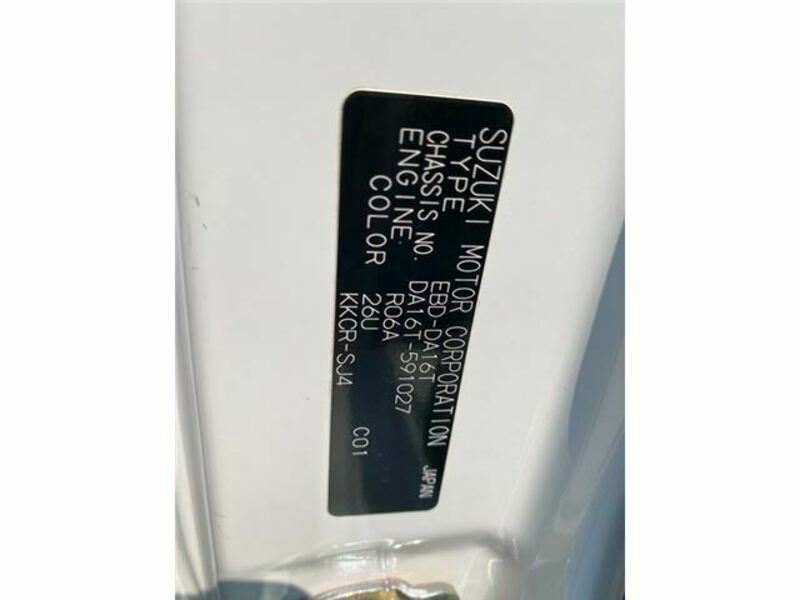 SUZUKI MOTOR CORPORATION JAPAN
TYPE EBD-DA16T
CHASSIS NO. DA16T-591027
ENGINE R06A
COLOR 26U
KKCR-SJ4 C01